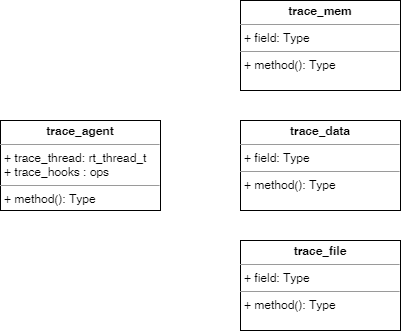 trace_mem
+ field: Type
+ method(): Type
trace_agent
+ trace_thread: rt_thread_t
+ trace_hooks : ops
+ method(): Type
trace_data
+ field: Type
+ method(): Type
trace_file
+ field: Type
+ method(): Type